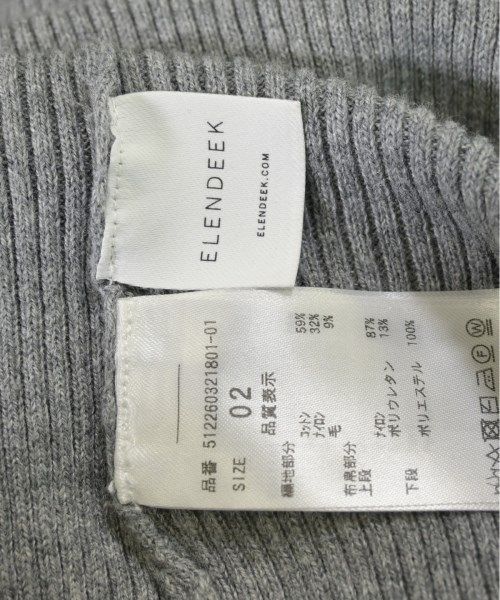 ELENDEEK
ELENDEEK.COM
品番 512260321801-01
SIZE 02
品質表示
編地部分 コットン 59%
ナイロン 32%
毛 9%
布帛部分
上段 ナイロン 87%
ポリウレタン 13%
下段 ポリエステル 100%